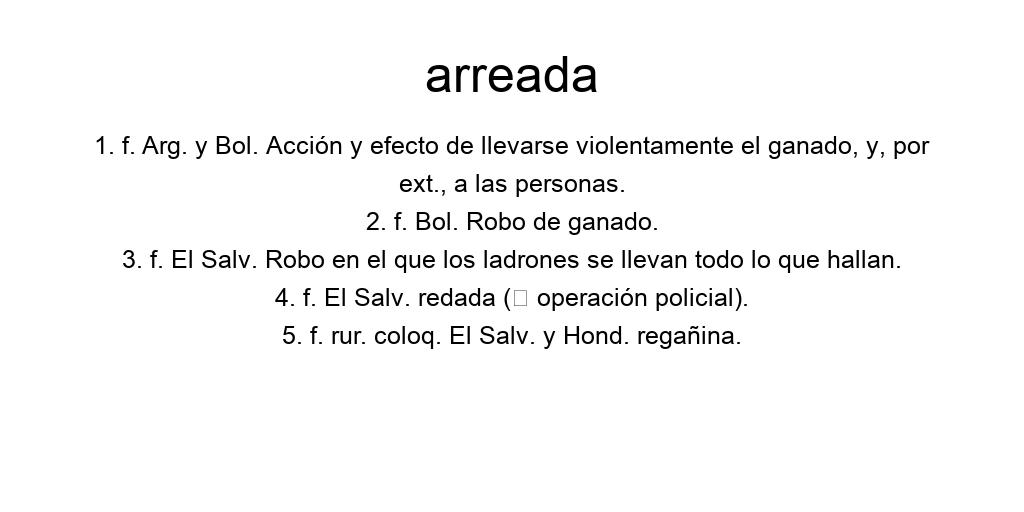 arreada
1. f. Arg. y Bol. Acción y efecto de llevarse violentamente el ganado, y, por
ext., a las personas.
2. f. Bol. Robo de ganado.
3. f. El Salv. Robo en el que los ladrones se llevan todo lo que hallan.
4. f. El Salv. redada (□ operación policial).
5. f. rur. coloq. El Salv. y Hond. regañina.